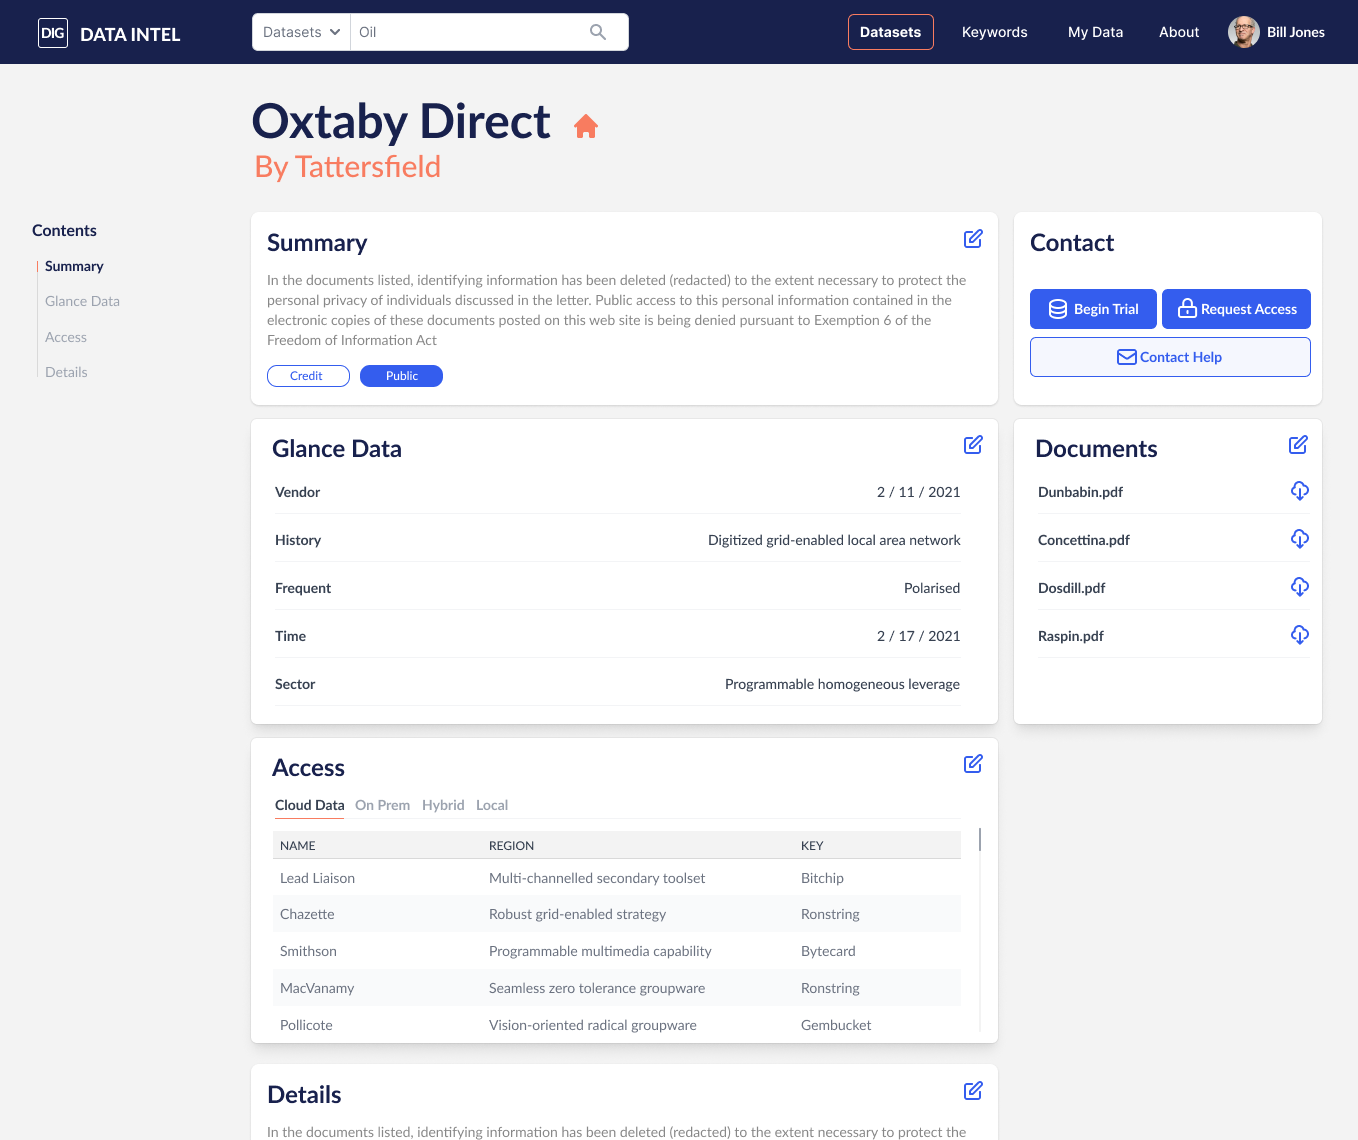 DIG DATA INTEL
Datasets Oil
Datasets Keywords My Data About Bill Jones
Oxtaby Direct
By Tattersfield
Contents
Summary
Glance Data
Access
Details
Summary
In the documents listed, identifying information has been deleted (redacted) to the extent necessary to protect the
personal privacy of individuals discussed in the letter. Public access to this personal information contained in the
electronic copies of these documents posted on this web site is being denied pursuant to Exemption 6 of the
Freedom of Information Act
Credit Public
Contact
Begin Trial Request Access
Contact Help
Glance Data
Vendor 2 / 11 / 2021
History Digitized grid-enabled local area network
Frequent Polarised
Time 2 / 17 / 2021
Sector Programmable homogeneous leverage
Documents
Dunbabin.pdf
Concettina.pdf
Dosdill.pdf
Raspin.pdf
Access
Cloud Data On Prem Hybrid Local
NAME REGION KEY
Lead Liaison Multi-channelled secondary toolset Bitchip
Chazette Robust grid-enabled strategy Ronstring
Smithson Programmable multimedia capability Bytecard
MacVanamy Seamless zero tolerance groupware Ronstring
Pollicote Vision-oriented radical groupware Gembucket
Details
In the documents listed, identifying information has been deleted (redacted) to the extent necessary to protect the